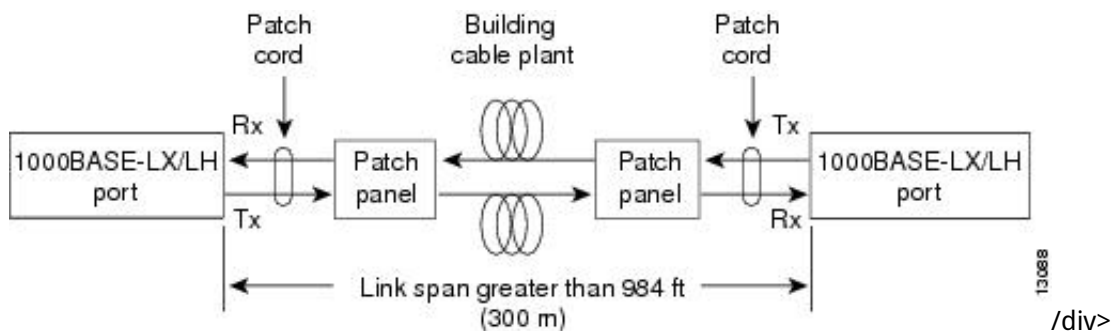 Patch
cord
Building
cable plant
Patch
cord
Rx
Tx
1000BASE-LX/LH
port
Patch
panel
Patch
panel
1000BASE-LX/LH
port
Tx
Rx
Link span greater than 984 ft
(300 m)
13088
/div>